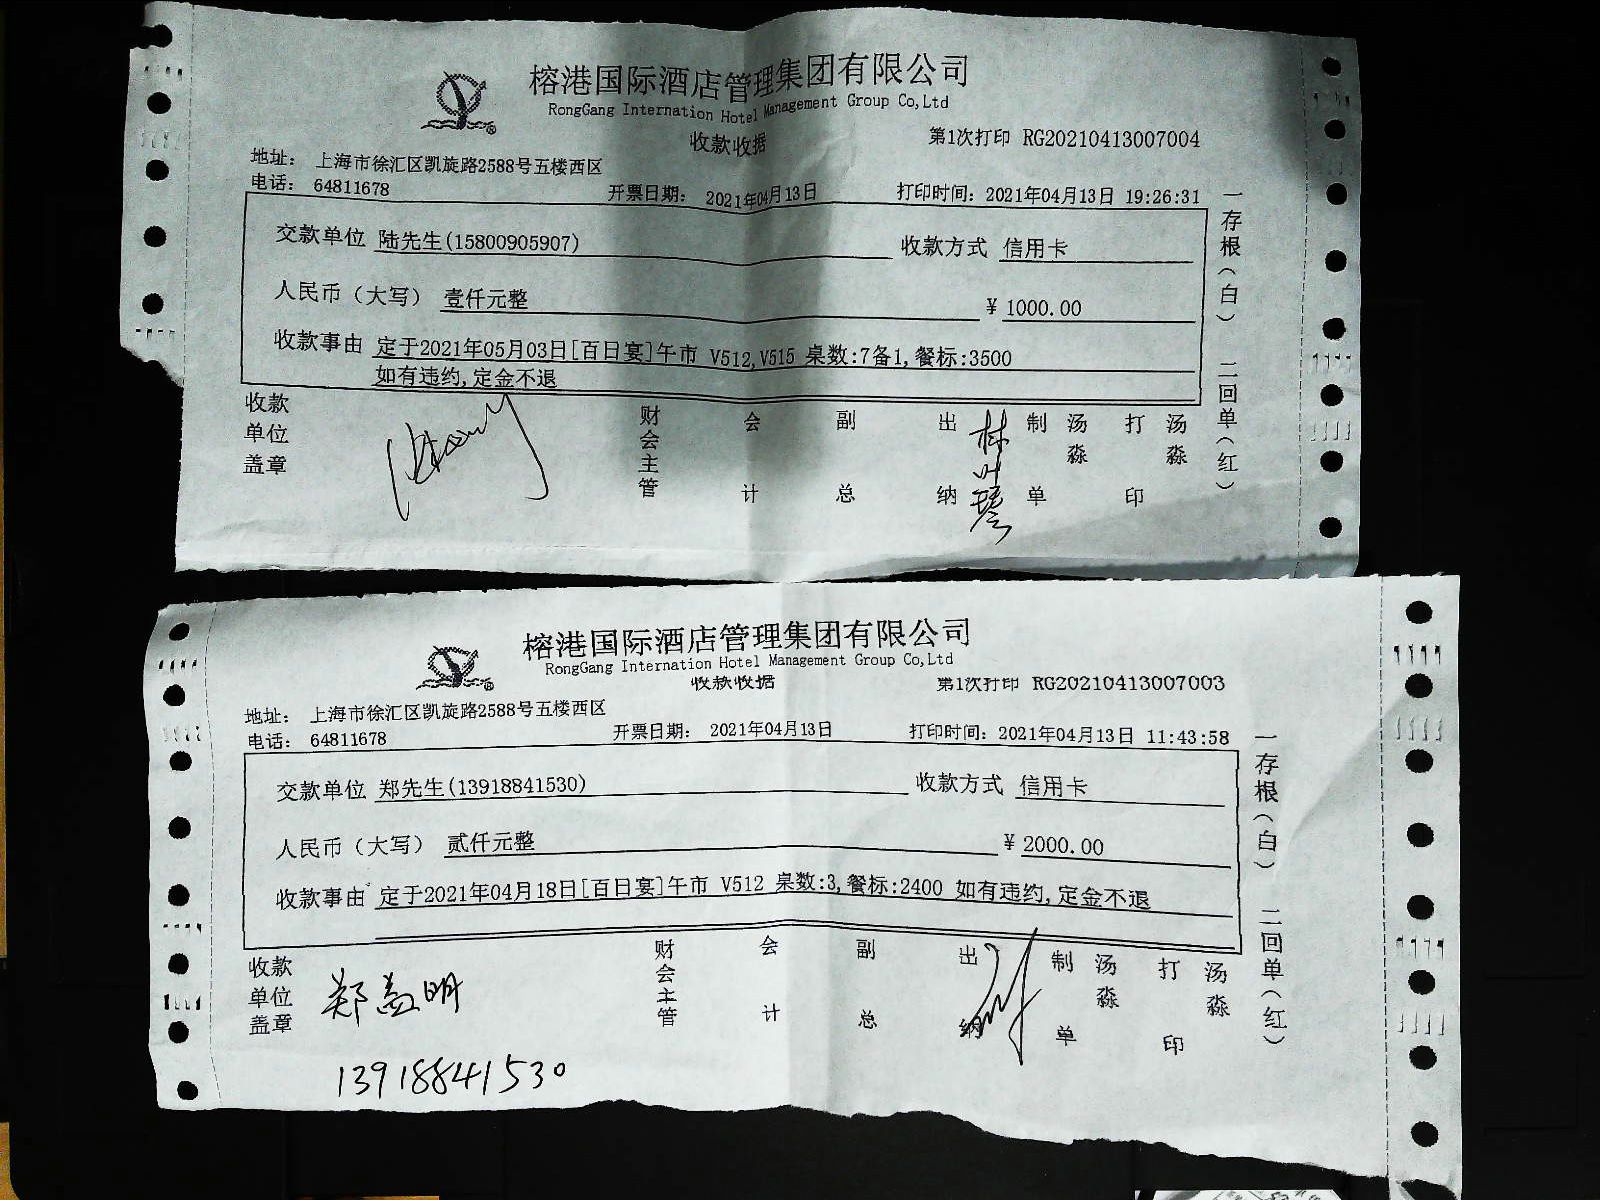 榕港国际酒店管理集团有限公司
RongGang Internation Hotel Management Group Co,Ltd
收款收据
第1次打印 RG20210413007004
地址： 上海市徐汇区凯旋路2588号五楼西区
电话： 64811678
开票日期： 2021年04月13日
打印时间：2021年04月13日 19:26:31
交款单位 陆先生(15800905907)
收款方式 信用卡
人民币（大写） 壹仟元整
¥ 1000.00
收款事由 定于2021年05月03日[百日宴]午市 V512,V515 桌数:7备1,餐标:3500
如有违约,定金不退
收款单位盖章
财会主管
会计
副总
出纳
林叶琴
制单
汤淼
打印
汤淼
一存根(白) 二回单(红)
榕港国际酒店管理集团有限公司
RongGang Internation Hotel Management Group Co,Ltd
收款收据
第1次打印 RG20210413007003
地址： 上海市徐汇区凯旋路2588号五楼西区
电话： 64811678
开票日期： 2021年04月13日
打印时间：2021年04月13日 11:43:58
交款单位 郑先生(13918841530)
收款方式 信用卡
人民币（大写） 贰仟元整
¥ 2000.00
收款事由 定于2021年04月18日[百日宴]午市 V512 桌数:3,餐标:2400 如有违约,定金不退
收款单位盖章
郑益明
13918841530
财会主管
会计
副总
出纳
制单
汤淼
打印
汤淼
一存根(白) 二回单(红)